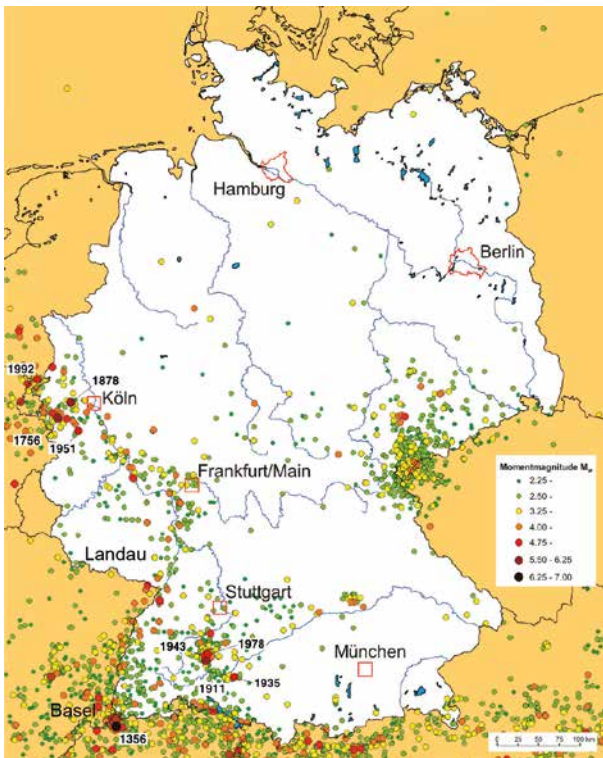 Hamburg
Berlin
1992
1878
Köln
1756
1951
Frankfurt/Main
Momentmagnitude Mw
2.25 -
2.50 -
3.25 -
4.00 -
4.75 -
5.50 - 6.25
6.25 - 7.00
Landau
Stuttgart
1943
1978
München
1911
1935
Basel
1356
0 25 50 75 100 km